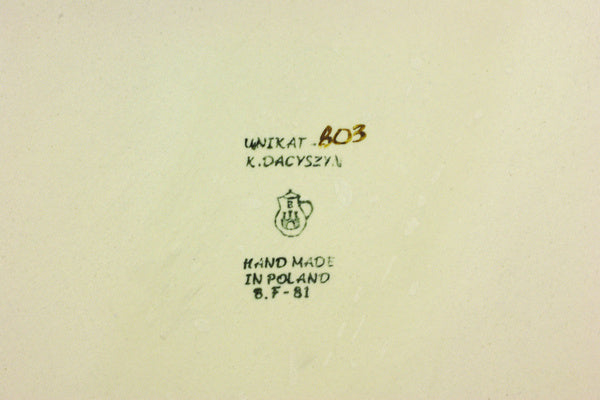 UNIKAT - 803
K. DACYSZYN
B
HAND MADE
IN POLAND
B.F-81